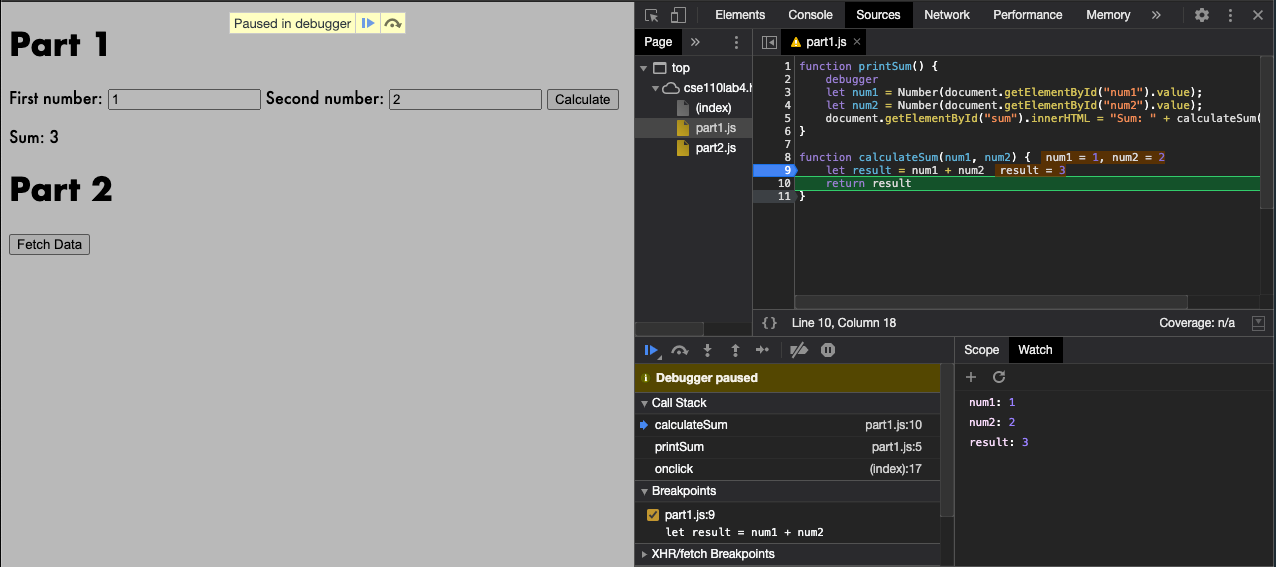 Paused in debugger
Part 1
First number: 1 Second number: 2 Calculate
Sum: 3
Part 2
Fetch Data
Elements Console Sources Network Performance Memory »
Page »
part1.js ×
top
cse110lab4.h
(index)
part1.js
part2.js
1 function printSum() {
2 debugger
3 let num1 = Number(document.getElementById("num1").value);
4 let num2 = Number(document.getElementById("num2").value);
5 document.getElementById("sum").innerHTML = "Sum: " + calculateSum(
6 }
7
8 function calculateSum(num1, num2) { num1 = 1, num2 = 2
9 let result = num1 + num2 result = 3
10 return result
11 }
{} Line 10, Column 18 Coverage: n/a
Debugger paused
Call Stack
calculateSum part1.js:10
printSum part1.js:5
onclick (index):17
Breakpoints
part1.js:9
let result = num1 + num2
XHR/fetch Breakpoints
Scope Watch
num1: 1
num2: 2
result: 3